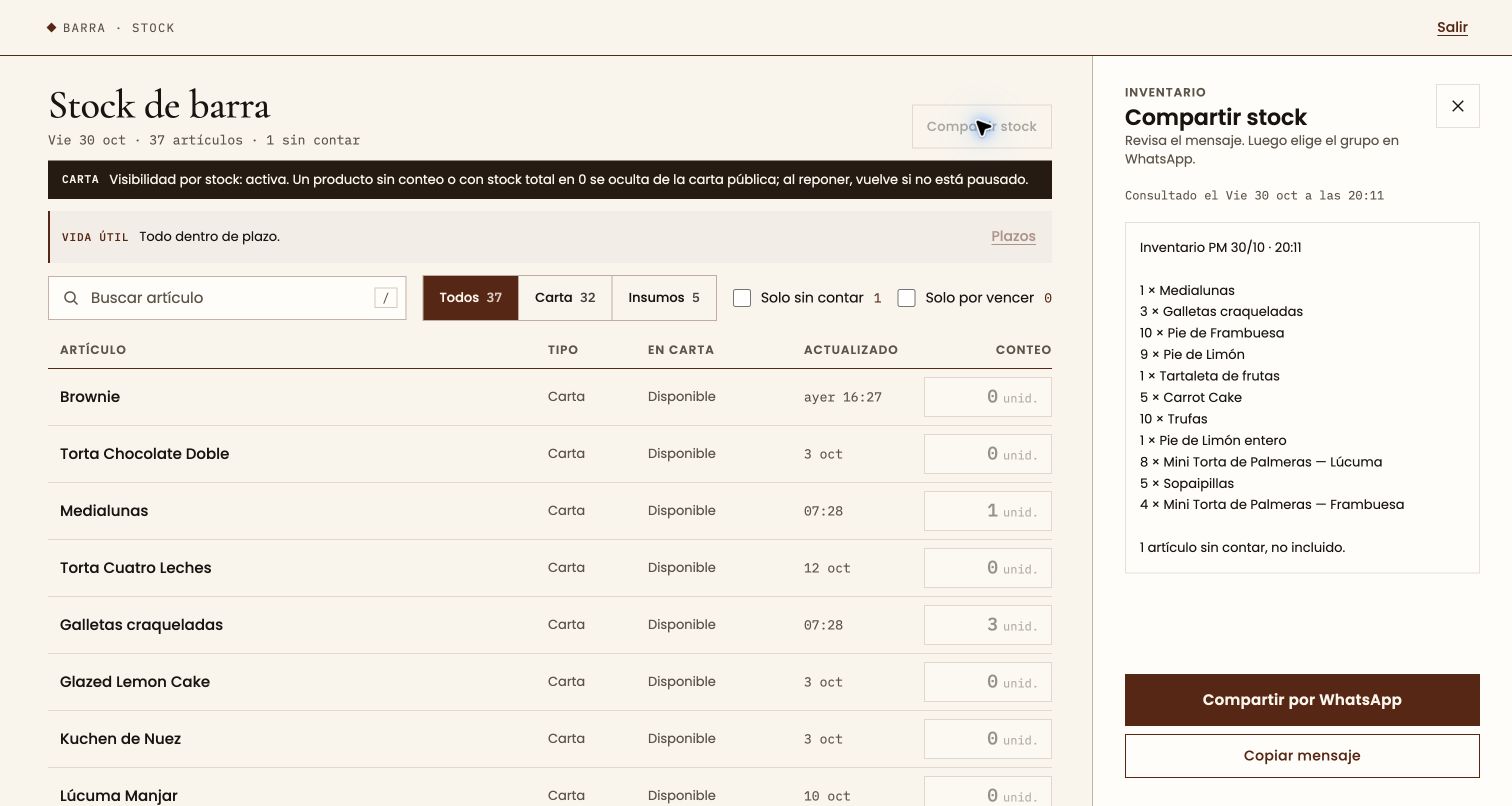 BARRA · STOCK
Salir
Stock de barra
Vie 30 oct · 37 artículos · 1 sin contar
Compartir stock
CARTA Visibilidad por stock: activa. Un producto sin conteo o con stock total en 0 se oculta de la carta pública; al reponer, vuelve si no está pausado.
VIDA ÚTIL Todo dentro de plazo.
Plazos
Buscar artículo /
Todos 37 Carta 32 Insumos 5
Solo sin contar 1 Solo por vencer 0
ARTÍCULO TIPO EN CARTA ACTUALIZADO CONTEO
Brownie Carta Disponible ayer 16:27 0 unid.
Torta Chocolate Doble Carta Disponible 3 oct 0 unid.
Medialunas Carta Disponible 07:28 1 unid.
Torta Cuatro Leches Carta Disponible 12 oct 0 unid.
Galletas craqueladas Carta Disponible 07:28 3 unid.
Glazed Lemon Cake Carta Disponible 3 oct 0 unid.
Kuchen de Nuez Carta Disponible 3 oct 0 unid.
Lúcuma Manjar Carta Disponible 10 oct 0 unid.
INVENTARIO
Compartir stock
Revisa el mensaje. Luego elige el grupo en
WhatsApp.
Consultado el Vie 30 oct a las 20:11
Inventario PM 30/10 · 20:11
1 × Medialunas
3 × Galletas craqueladas
10 × Pie de Frambuesa
9 × Pie de Limón
1 × Tartaleta de frutas
5 × Carrot Cake
10 × Trufas
1 × Pie de Limón entero
8 × Mini Torta de Palmeras — Lúcuma
5 × Sopaipillas
4 × Mini Torta de Palmeras — Frambuesa
1 artículo sin contar, no incluido.
Compartir por WhatsApp
Copiar mensaje